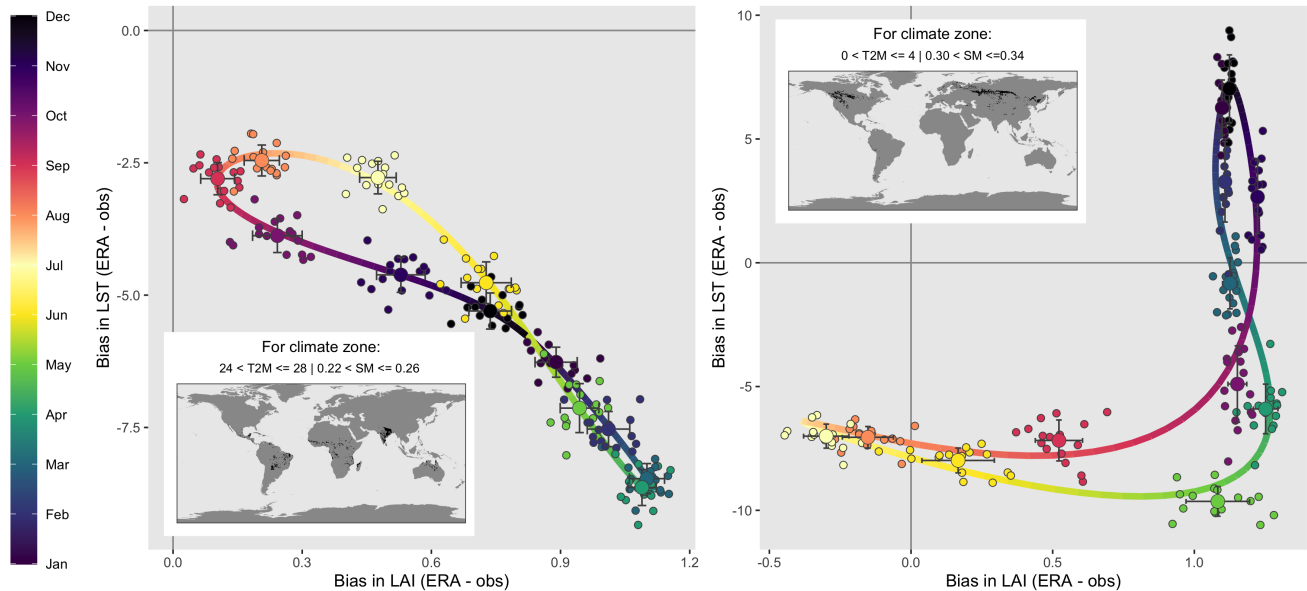 Dec
Nov
Oct
Sep
Aug
Jul
Jun
May
Apr
Mar
Feb
Jan
Bias in LST (ERA - obs)
0.0
-2.5
-5.0
-7.5
For climate zone:
24 < T2M <= 28 | 0.22 < SM <= 0.26
0.0
0.3
0.6
0.9
1.2
Bias in LAI (ERA - obs)
Bias in LST (ERA - obs)
10
5
0
-5
-10
For climate zone:
0 < T2M <= 4 | 0.30 < SM <=0.34
-0.5
0.0
0.5
1.0
Bias in LAI (ERA - obs)